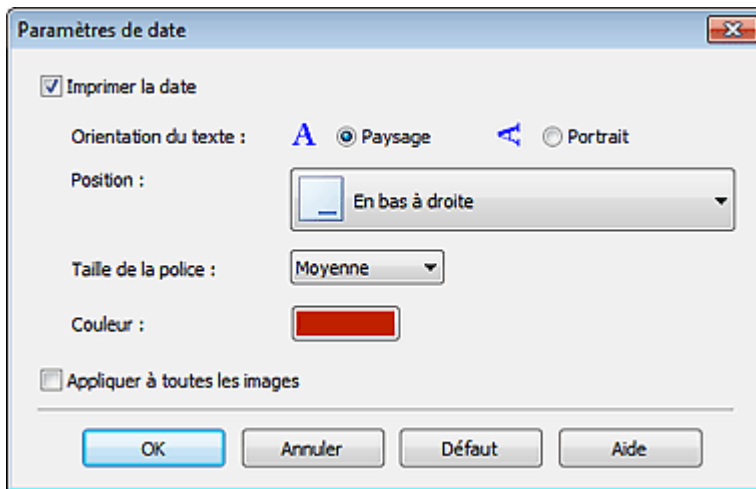 Paramètres de date
Imprimer la date
Orientation du texte : A Paysage A Portrait
Position : En bas à droite
Taille de la police : Moyenne
Couleur :
Appliquer à toutes les images
OK Annuler Défaut Aide